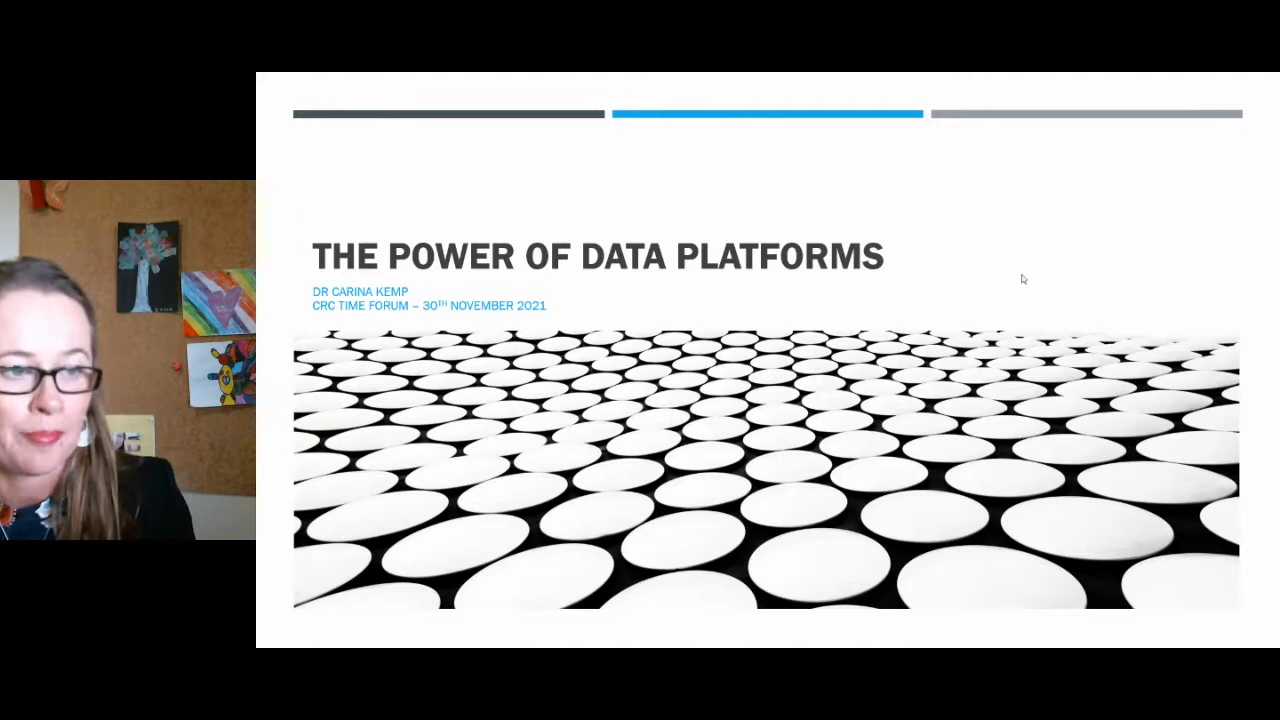 THE POWER OF DATA PLATFORMS
DR CARINA KEMP
CRC TIME FORUM – 30TH NOVEMBER 2021